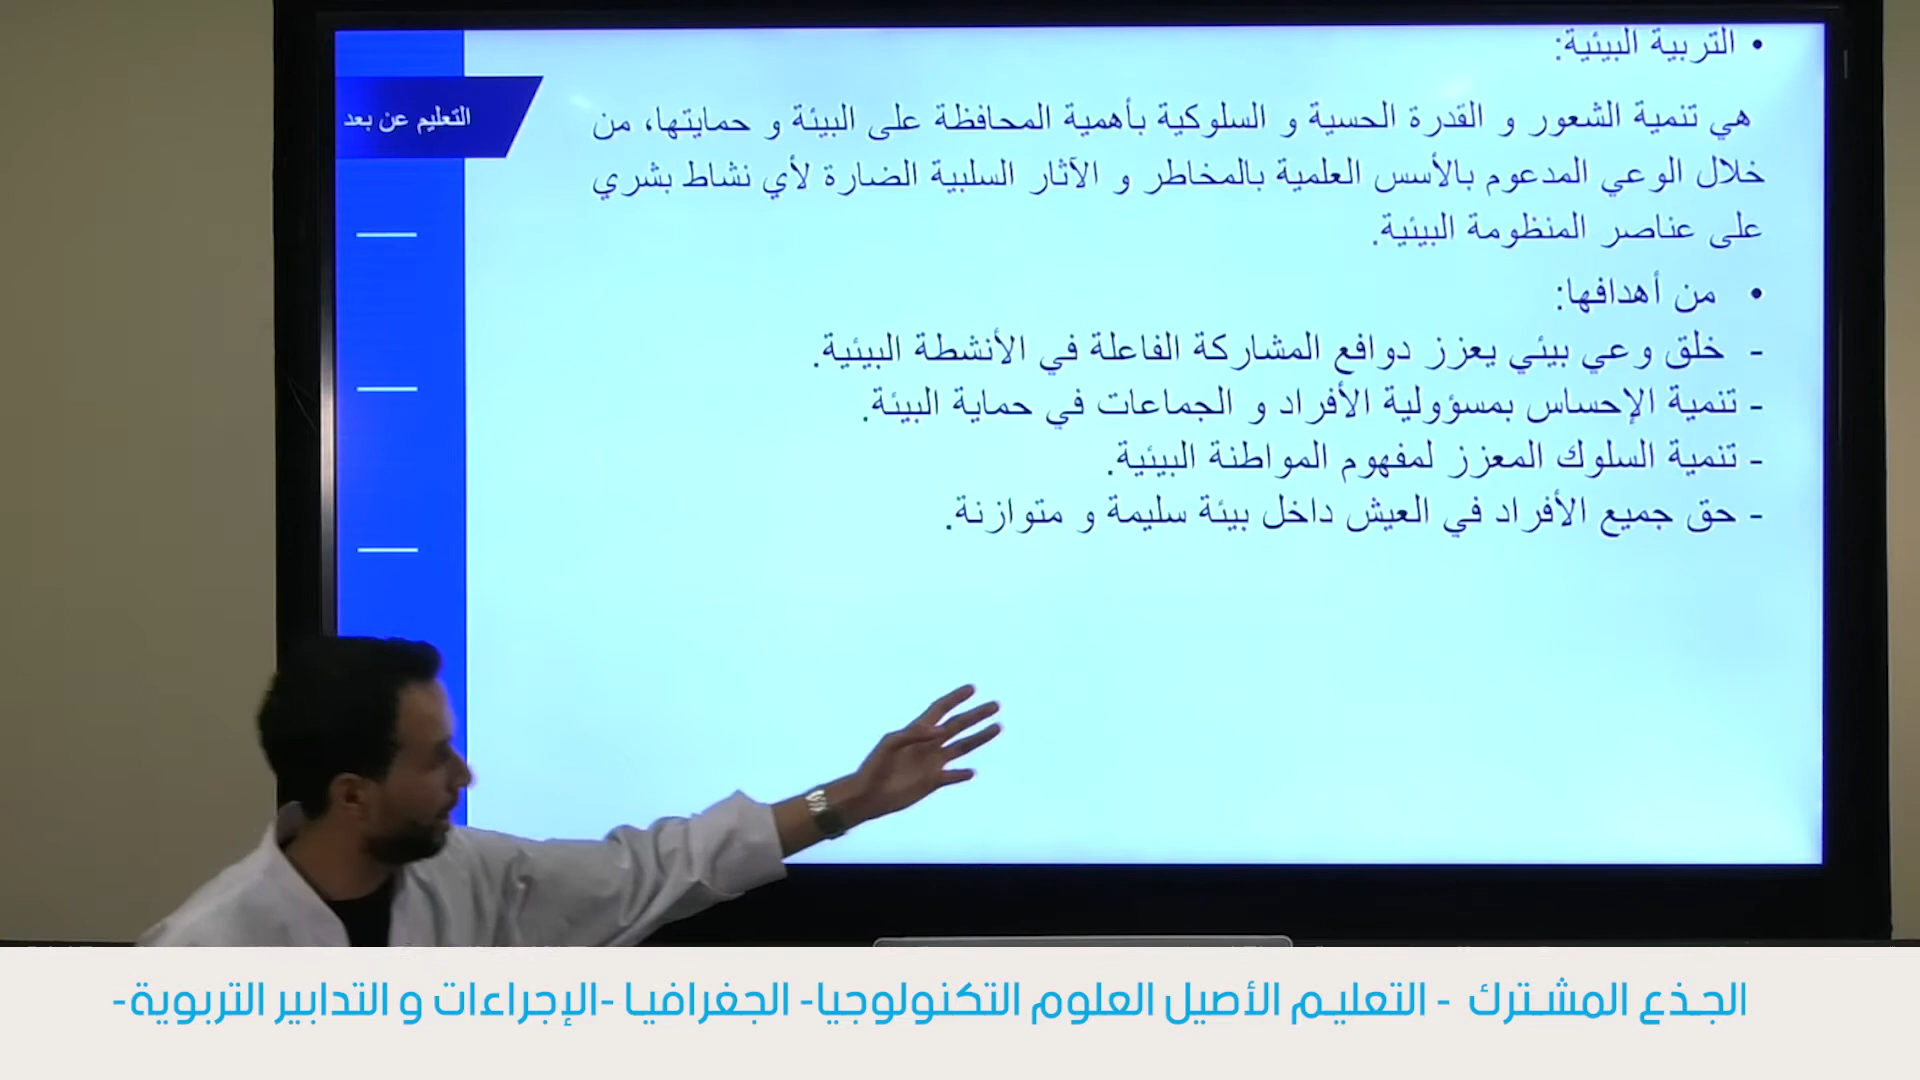 • التربية البيئية:
هي تنمية الشعور و القدرة الحسية و السلوكية بأهمية المحافظة على البيئة و حمايتها، من
خلال الوعي المدعوم بالأسس العلمية بالمخاطر و الآثار السلبية الضارة لأي نشاط بشري
على عناصر المنظومة البيئية.
• من أهدافها:
- خلق وعي بيئي يعزز دوافع المشاركة الفاعلة في الأنشطة البيئية.
- تنمية الإحساس بمسؤولية الأفراد و الجماعات في حماية البيئة.
- تنمية السلوك المعزز لمفهوم المواطنة البيئية.
- حق جميع الأفراد في العيش داخل بيئة سليمة و متوازنة.
التعليم عن بعد
الجذع المشترك - التعليم الأصيل العلوم التكنولوجيا- الجغرافيا -الإجراءات و التدابير التربوية-